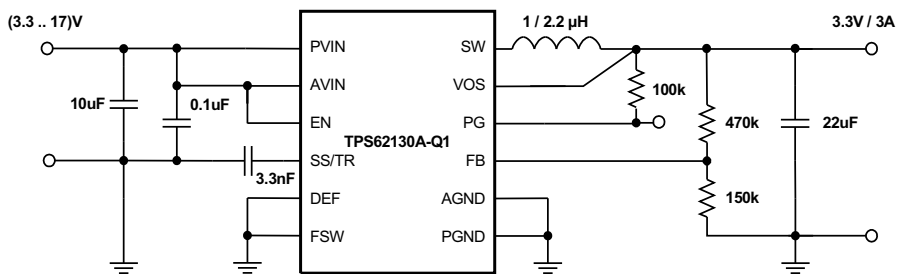 (3.3 .. 17)V
1 / 2.2 µH
3.3V / 3A
PVIN
SW
AVIN
VOS
10uF
0.1uF
100k
EN
PG
470k
22uF
TPS62130A-Q1
SS/TR
FB
3.3nF
DEF
AGND
150k
FSW
PGND